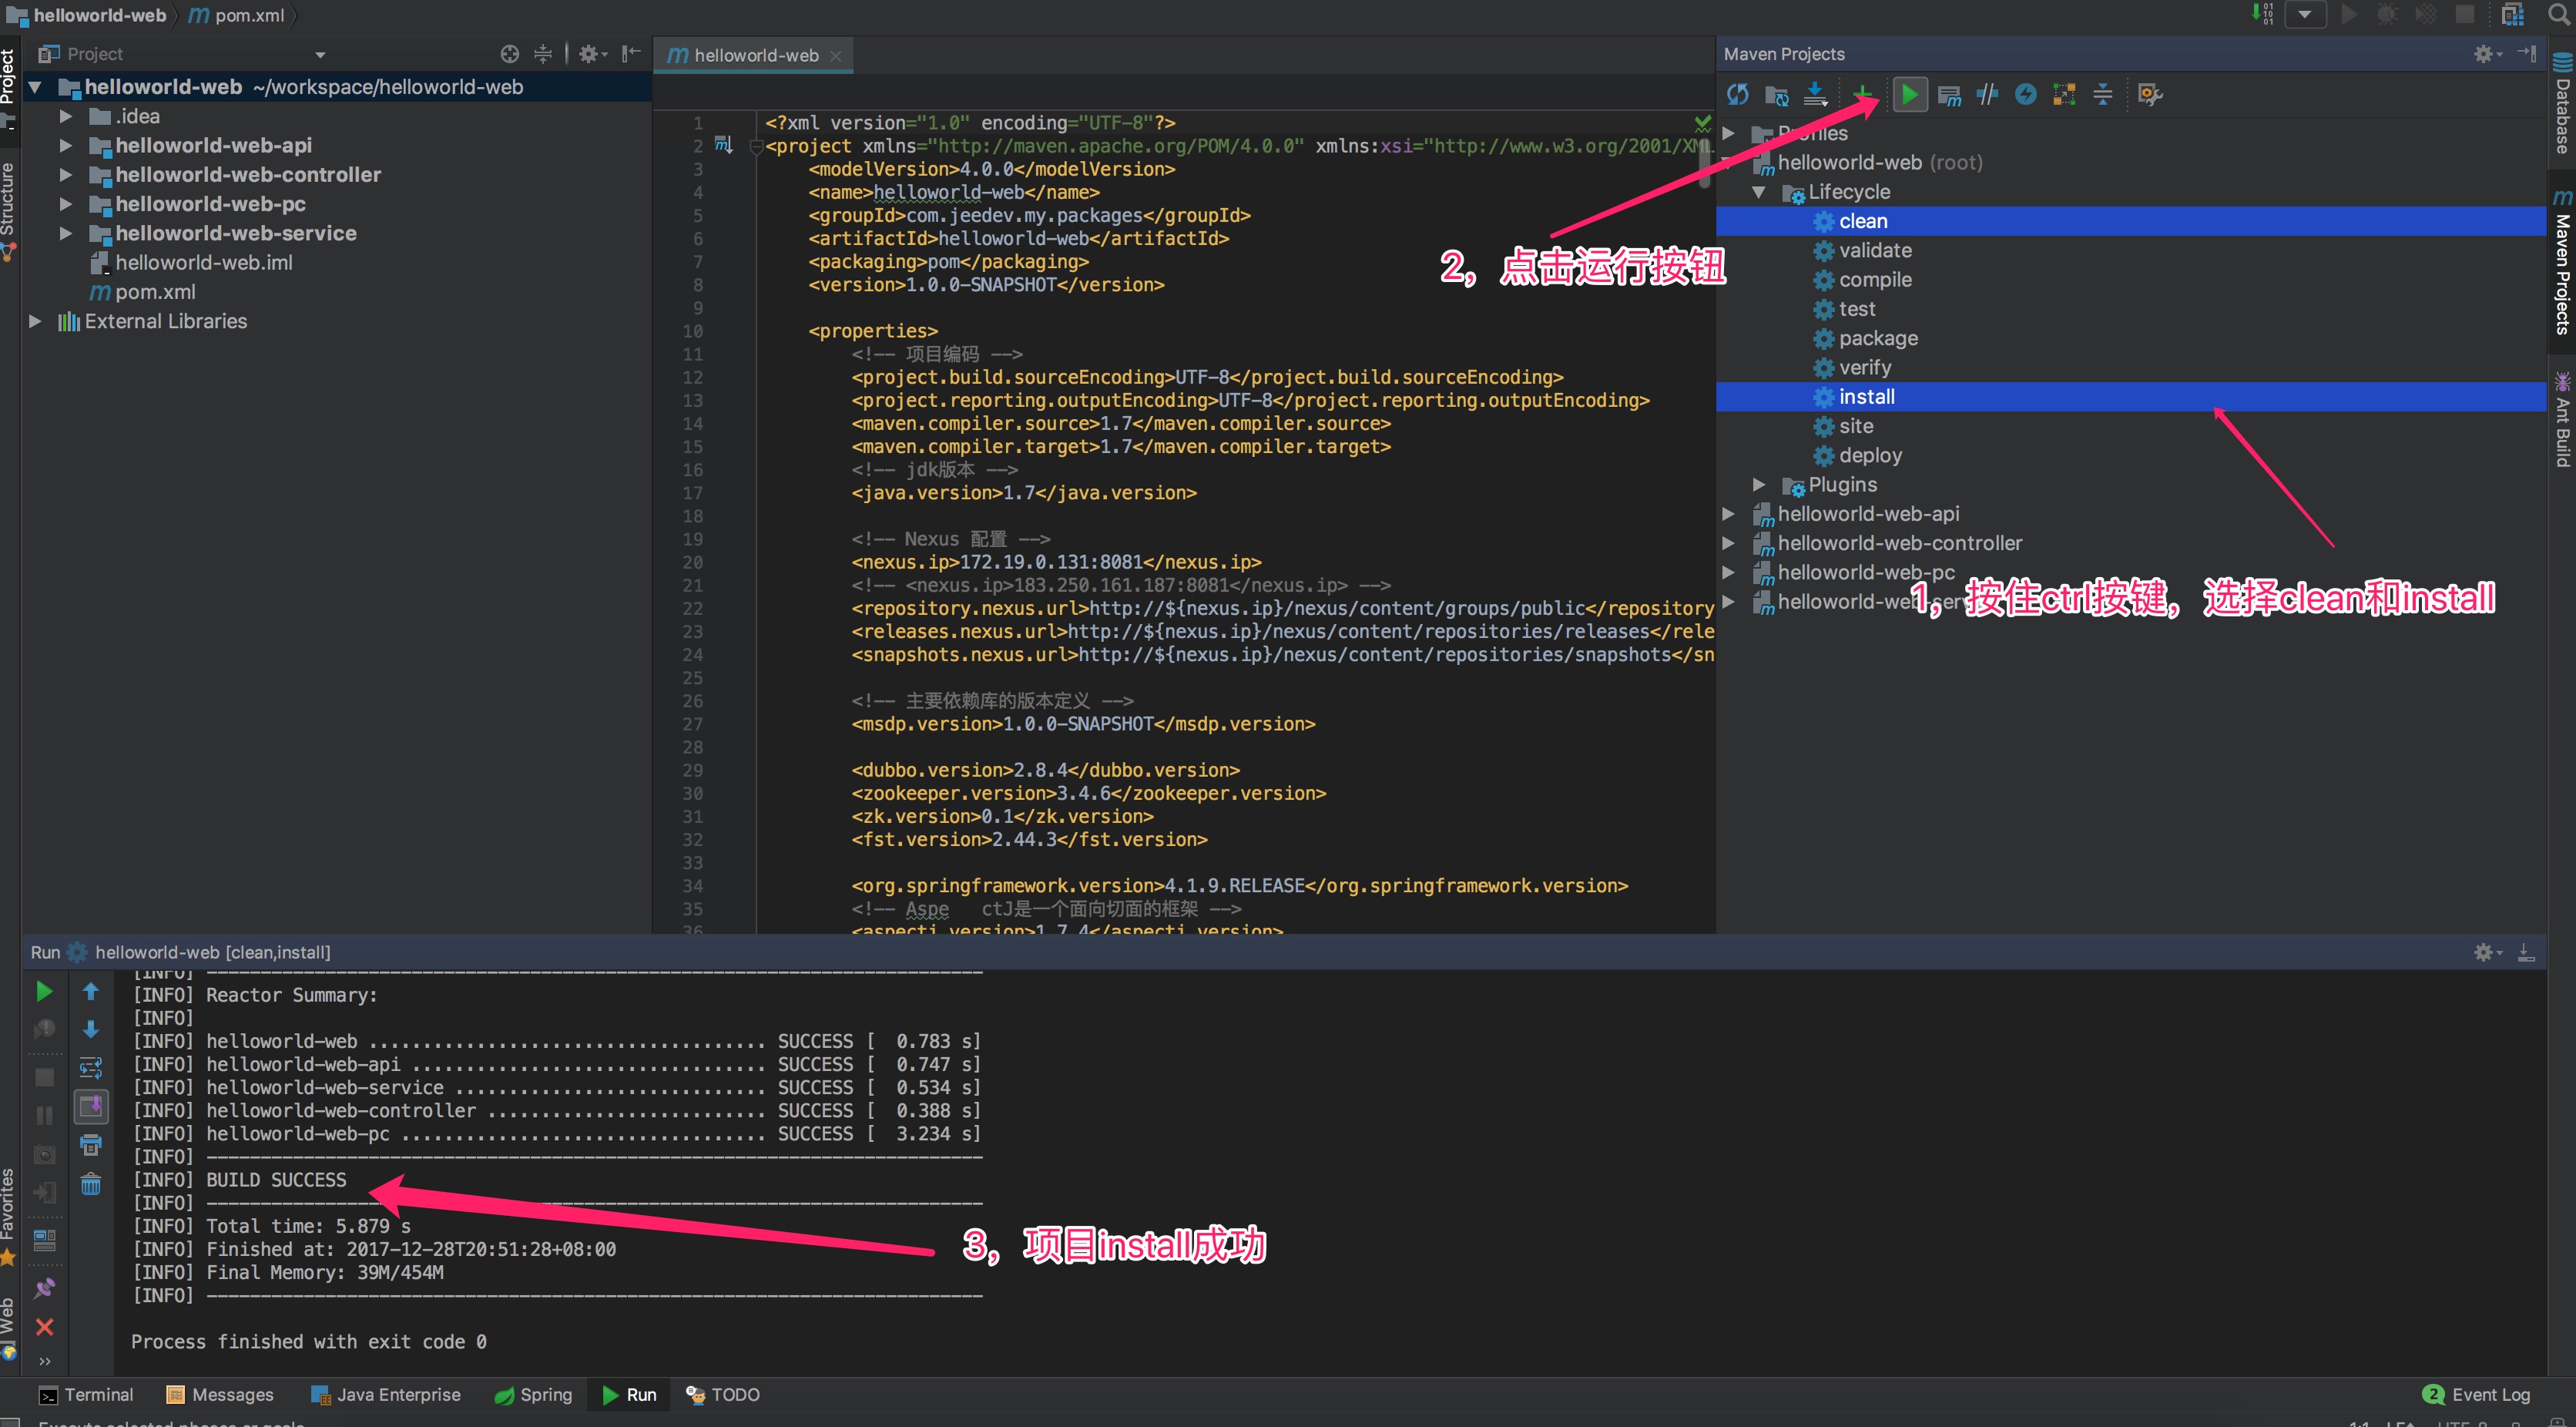 helloworld-web
pom.xml
Project
helloworld-web ~/workspace/helloworld-web
.idea
helloworld-web-api
helloworld-web-controller
helloworld-web-pc
helloworld-web-service
helloworld-web.iml
pom.xml
External Libraries
Project
Structure
Favorites
Web
helloworld-web
1 <?xml version="1.0" encoding="UTF-8"?>
2 <project xmlns="http://maven.apache.org/POM/4.0.0" xmlns:xsi="http://www.w3.org/2001/XM
3 <modelVersion>4.0.0</modelVersion>
4 <name>helloworld-web</name>
5 <groupId>com.jeedev.my.packages</groupId>
6 <artifactId>helloworld-web</artifactId>
7 <packaging>pom</packaging>
8 <version>1.0.0-SNAPSHOT</version>
9
10 <properties>
11 <!-- 项目编码 -->
12 <project.build.sourceEncoding>UTF-8</project.build.sourceEncoding>
13 <project.reporting.outputEncoding>UTF-8</project.reporting.outputEncoding>
14 <maven.compiler.source>1.7</maven.compiler.source>
15 <maven.compiler.target>1.7</maven.compiler.target>
16 <!-- jdk版本 -->
17 <java.version>1.7</java.version>
18
19 <!-- Nexus 配置 -->
20 <nexus.ip>172.19.0.131:8081</nexus.ip>
21 <!-- <nexus.ip>183.250.161.187:8081</nexus.ip> -->
22 <repository.nexus.url>http://${nexus.ip}/nexus/content/groups/public</repository
23 <releases.nexus.url>http://${nexus.ip}/nexus/content/repositories/releases</rele
24 <snapshots.nexus.url>http://${nexus.ip}/nexus/content/repositories/snapshots</sn
25
26 <!-- 主要依赖库的版本定义 -->
27 <msdp.version>1.0.0-SNAPSHOT</msdp.version>
28
29 <dubbo.version>2.8.4</dubbo.version>
30 <zookeeper.version>3.4.6</zookeeper.version>
31 <zk.version>0.1</zk.version>
32 <fst.version>2.44.3</fst.version>
33
34 <org.springframework.version>4.1.9.RELEASE</org.springframework.version>
35 <!-- Aspe ctJ是一个面向切面的框架 -->
36 <aspectj.version>1.7.4</aspectj.version>
Maven Projects
Profiles
helloworld-web (root)
Lifecycle
clean
validate
compile
test
package
verify
install
site
deploy
Plugins
helloworld-web-api
helloworld-web-controller
helloworld-web-pc
helloworld-web-ser
2，点击运行按钮
1，按住ctrl按键，选择clean和install
Database
Maven Projects
Ant Build
Run helloworld-web [clean,install]
[INFO] ------------------------------------------------------------------------
[INFO] Reactor Summary:
[INFO]
[INFO] helloworld-web ..................................... SUCCESS [  0.783 s]
[INFO] helloworld-web-api ................................. SUCCESS [  0.747 s]
[INFO] helloworld-web-service ............................. SUCCESS [  0.534 s]
[INFO] helloworld-web-controller .......................... SUCCESS [  0.388 s]
[INFO] helloworld-web-pc .................................. SUCCESS [  3.234 s]
[INFO] ------------------------------------------------------------------------
[INFO] BUILD SUCCESS
[INFO] ------------------------------------------------------------------------
[INFO] Total time: 5.879 s
[INFO] Finished at: 2017-12-28T20:51:28+08:00
[INFO] Final Memory: 39M/454M
[INFO] ------------------------------------------------------------------------
Process finished with exit code 0
3，项目install成功
Terminal
Messages
Java Enterprise
Spring
Run
TODO
2 Event Log